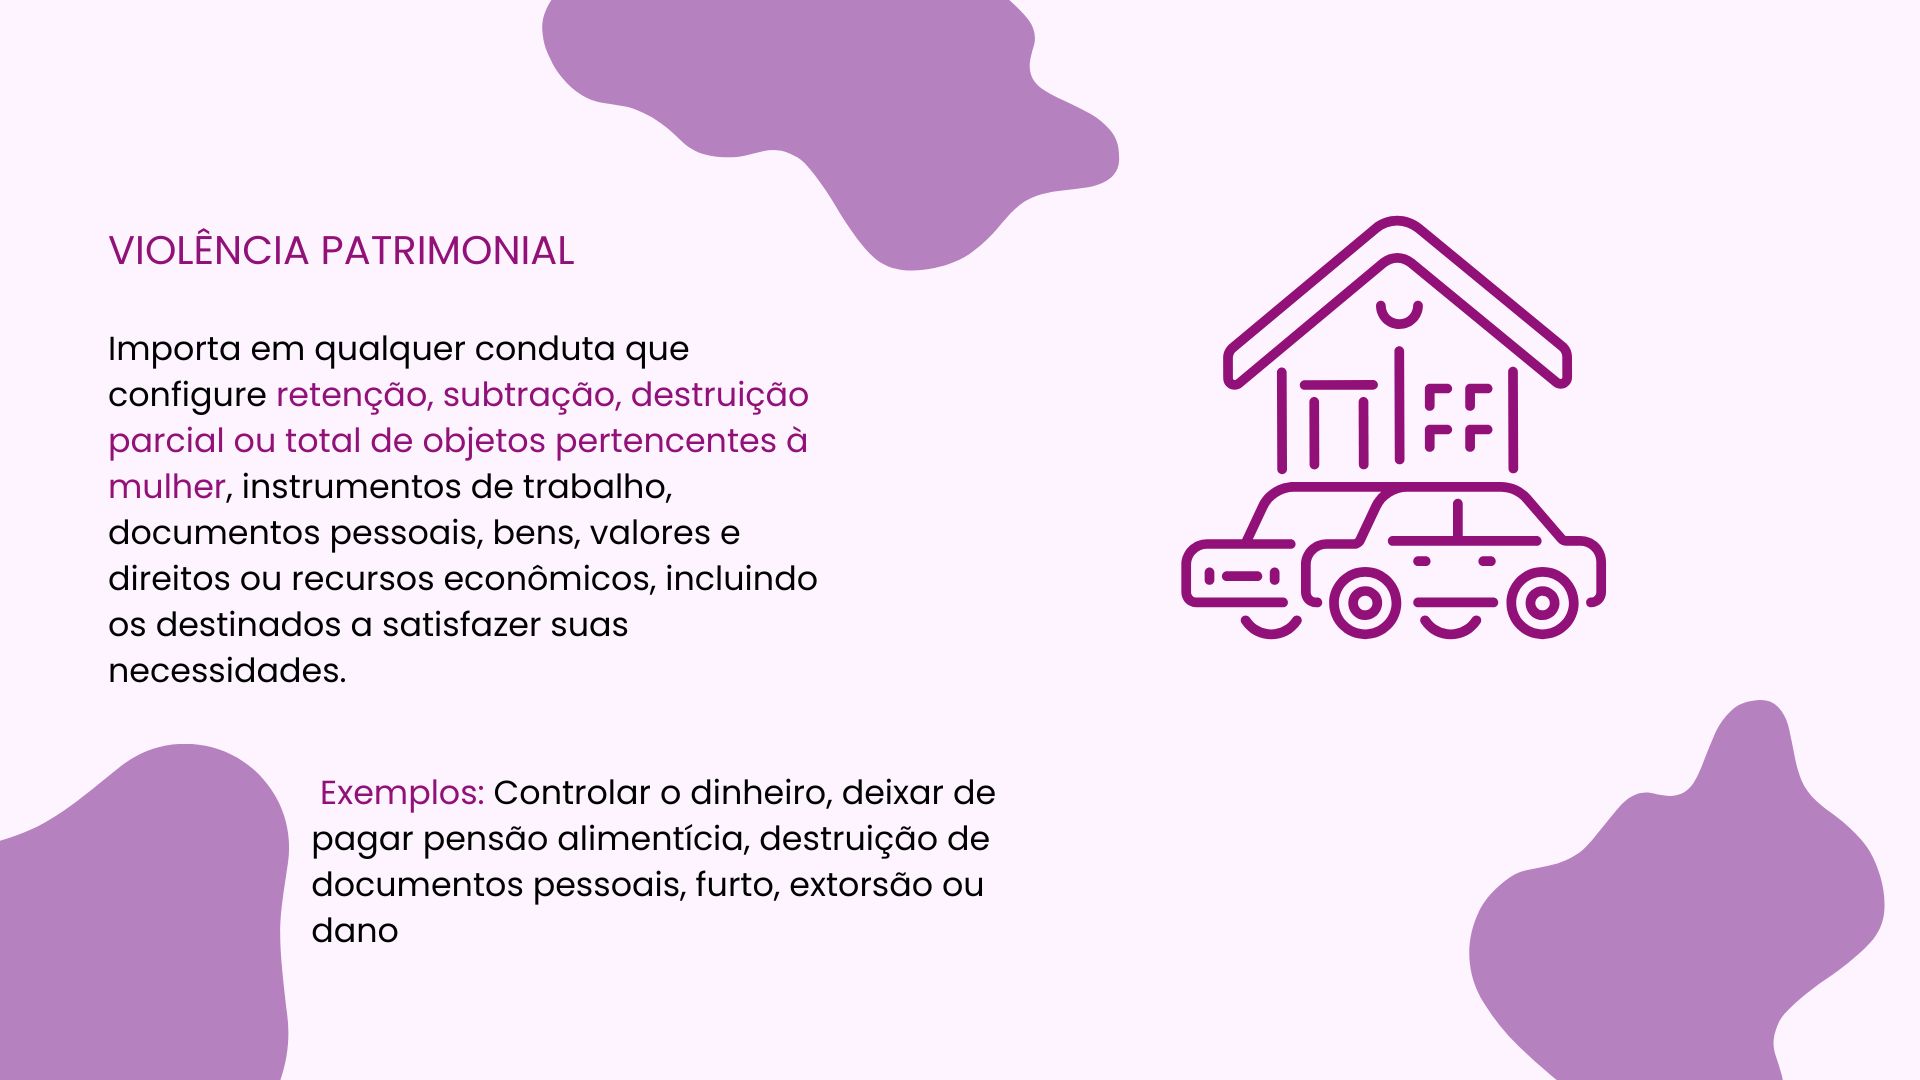 VIOLÊNCIA PATRIMONIAL
Importa em qualquer conduta que
configure retenção, subtração, destruição
parcial ou total de objetos pertencentes à
mulher, instrumentos de trabalho,
documentos pessoais, bens, valores e
direitos ou recursos econômicos, incluindo
os destinados a satisfazer suas
necessidades.
Exemplos: Controlar o dinheiro, deixar de
pagar pensão alimentícia, destruição de
documentos pessoais, furto, extorsão ou
dano